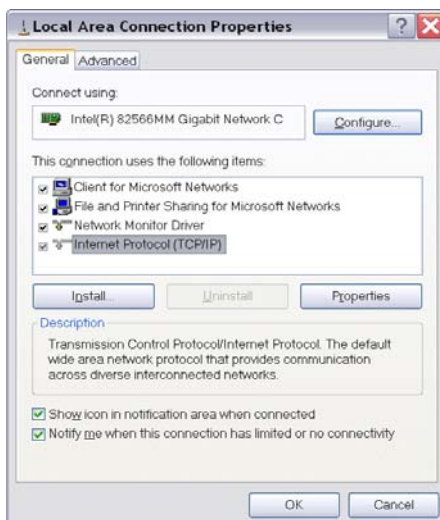 Local Area Connection Properties
General Advanced
Connect using:
Intel(R) 82566MM Gigabit Network C
Configure...
This connection uses the following items:
Client for Microsoft Networks
File and Printer Sharing for Microsoft Networks
Network Monitor Driver
Internet Protocol (TCP/IP)
Install... Uninstall Properties
Description
Transmission Control Protocol/Internet Protocol. The default
wide area network protocol that provides communication
across diverse interconnected networks.
Show icon in notification area when connected
Notify me when this connection has limited or no connectivity
OK Cancel